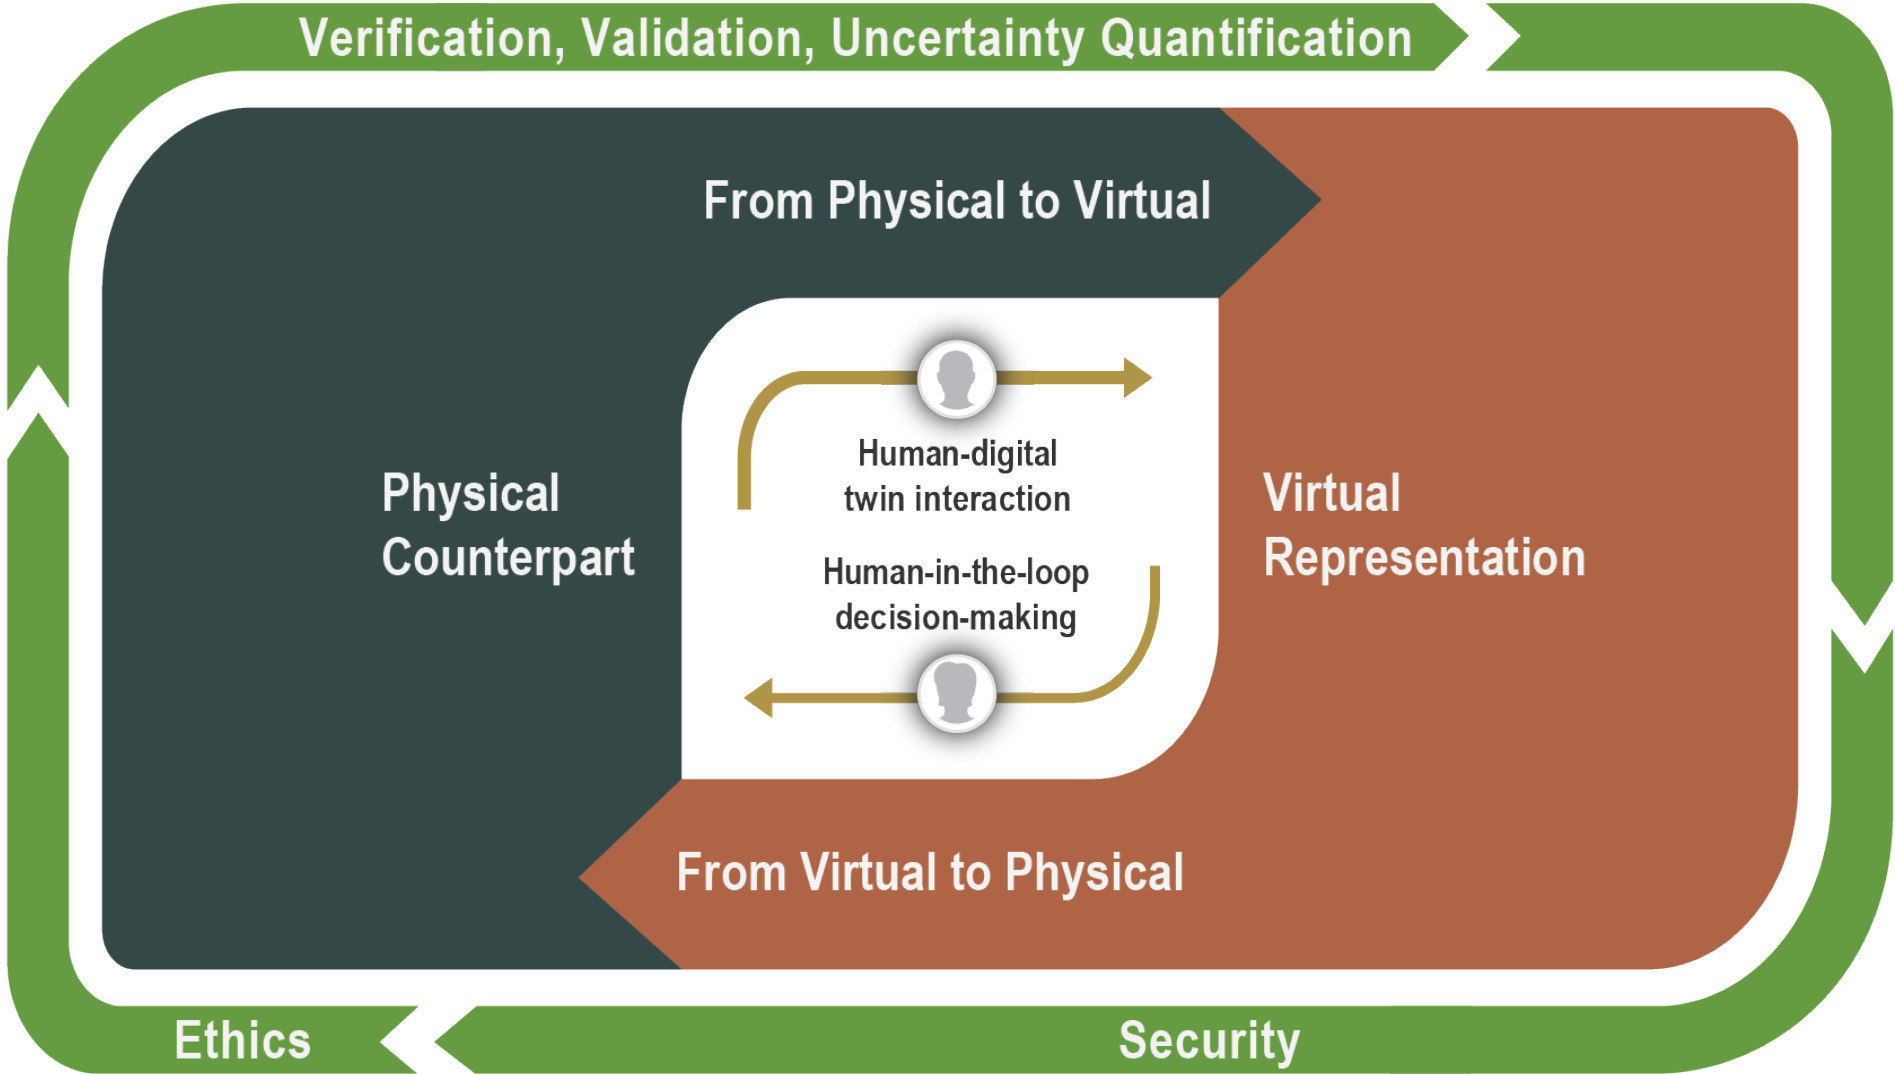 Verification, Validation, Uncertainty Quantification
From Physical to Virtual
Human-digital
twin interaction
Physical
Counterpart
Virtual
Representation
Human-in-the-loop
decision-making
From Virtual to Physical
Ethics
Security